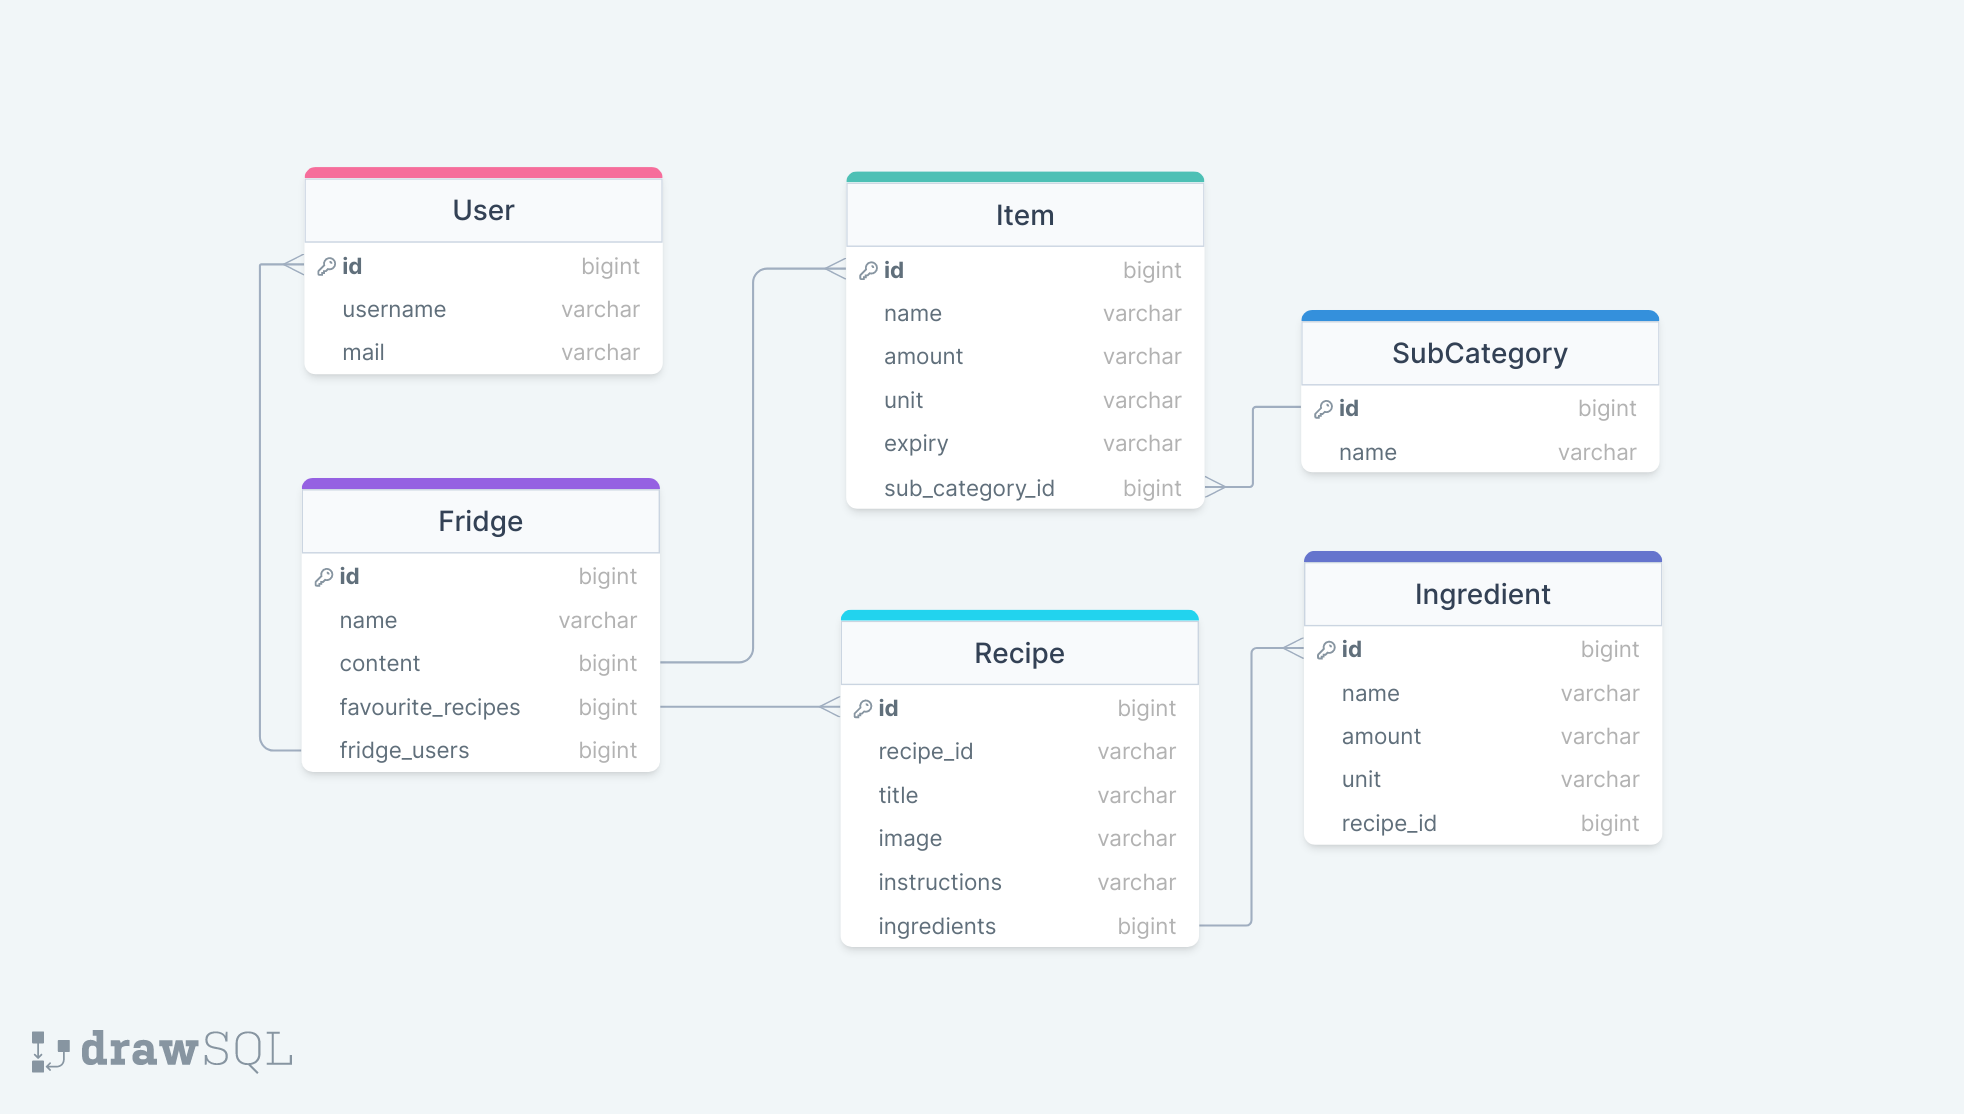 User
id bigint
username varchar
mail varchar
Fridge
id bigint
name varchar
content bigint
favourite_recipes bigint
fridge_users bigint
Item
id bigint
name varchar
amount varchar
unit varchar
expiry varchar
sub_category_id bigint
Recipe
id bigint
recipe_id varchar
title varchar
image varchar
instructions varchar
ingredients bigint
SubCategory
id bigint
name varchar
Ingredient
id bigint
name varchar
amount varchar
unit varchar
recipe_id bigint
drawSQL